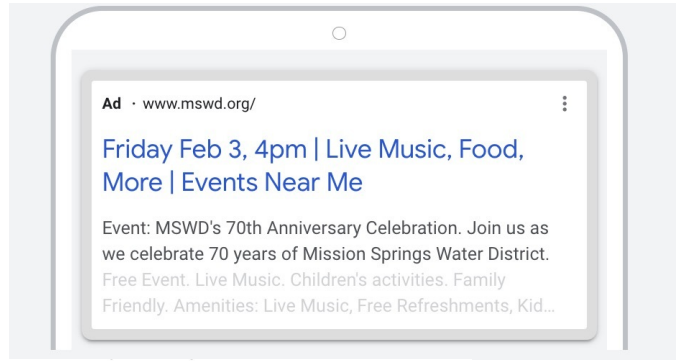 Ad · www.mswd.org/
Friday Feb 3, 4pm | Live Music, Food,
More | Events Near Me
Event: MSWD's 70th Anniversary Celebration. Join us as
we celebrate 70 years of Mission Springs Water District.
Free Event. Live Music. Children's activities. Family
Friendly. Amenities: Live Music, Free Refreshments, Kid...